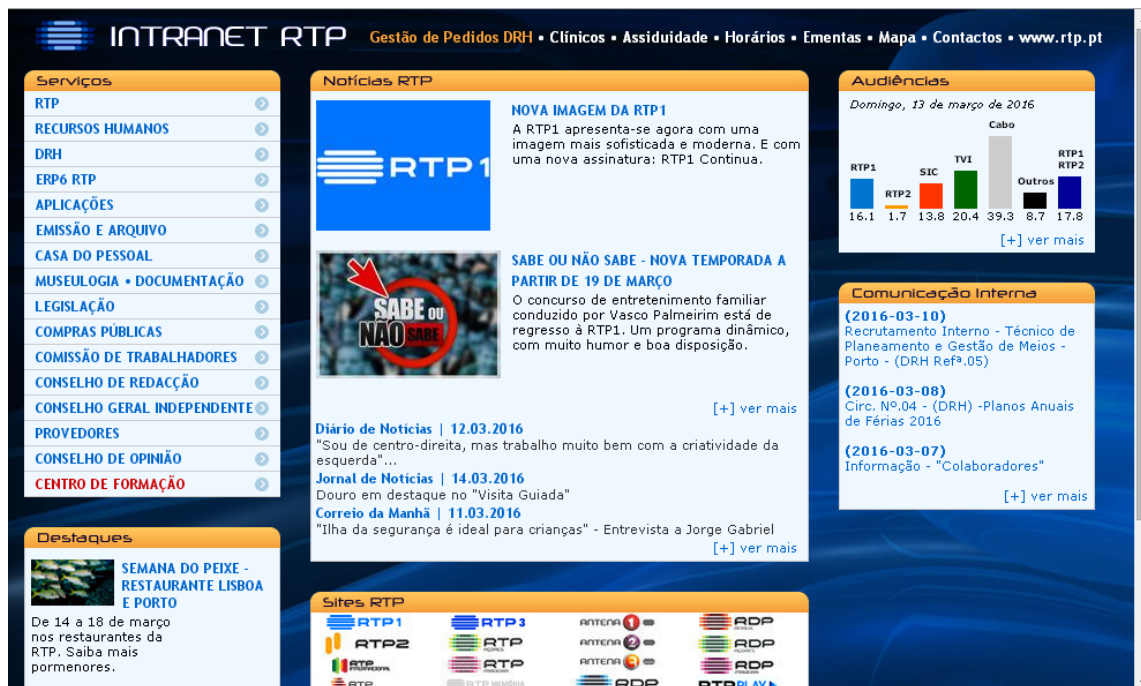 INTRANET RTP
Gestão de Pedidos DRH • Clínicos • Assiduidade • Horários • Ementas • Mapa • Contactos • www.rtp.pt
Serviços
RTP
RECURSOS HUMANOS
DRH
ERP6 RTP
APLICAÇÕES
EMISSÃO E ARQUIVO
CASA DO PESSOAL
MUSEULOGIA • DOCUMENTAÇÃO
LEGISLAÇÃO
COMPRAS PÚBLICAS
COMISSÃO DE TRABALHADORES
CONSELHO DE REDACÇÃO
CONSELHO GERAL INDEPENDENTE
PROVEDORES
CONSELHO DE OPINIÃO
CENTRO DE FORMAÇÃO
Destaques
SEMANA DO PEIXE -
RESTAURANTE LISBOA
E PORTO
De 14 a 18 de março
nos restaurantes da
RTP. Saiba mais
pormenores.
Notícias RTP
RTP1
NOVA IMAGEM DA RTP1
A RTP1 apresenta-se agora com uma
imagem mais sofisticada e moderna. E com
uma nova assinatura: RTP1 Continua.
SABE OU
NÃO SABE
SABE OU NÃO SABE - NOVA TEMPORADA A
PARTIR DE 19 DE MARÇO
O concurso de entretenimento familiar
conduzido por Vasco Palmeirim está de
regresso à RTP1. Um programa dinâmico,
com muito humor e boa disposição.
[+] ver mais
Diário de Notícias | 12.03.2016
"Sou de centro-direita, mas trabalho muito bem com a criatividade da
esquerda"...
Jornal de Notícias | 14.03.2016
Douro em destaque no "Visita Guiada"
Correio da Manhã | 11.03.2016
"Ilha da segurança é ideal para crianças" - Entrevista a Jorge Gabriel
[+] ver mais
Sites RTP
RTP1 RTP3 ANTENA 1 RDP
RTP2 RTP ANTENA 2 RDP
RTP RTP ANTENA 3 RDP
RTP RTP MEMÓRIA RDP RTP PLAY
Audiências
Domingo, 13 de março de 2016
RTP1 RTP2 SIC TVI Cabo Outros RTP1 RTP2
16.1 1.7 13.8 20.4 39.3 8.7 17.8
[+] ver mais
Comunicação Interna
(2016-03-10)
Recrutamento Interno - Técnico de
Planeamento e Gestão de Meios -
Porto - (DRH Refª.05)
(2016-03-08)
Circ. Nº.04 - (DRH) -Planos Anuais
de Férias 2016
(2016-03-07)
Informação - "Colaboradores"
[+] ver mais